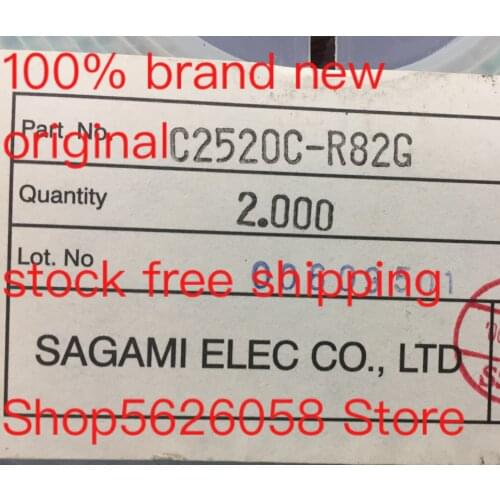 100% brand new
Part. No.
original
C2520C-R82G
Quantity
2.000
Lot. No
stock free shipping
SAGAMI ELEC CO., LTD
Shop5626058 Store